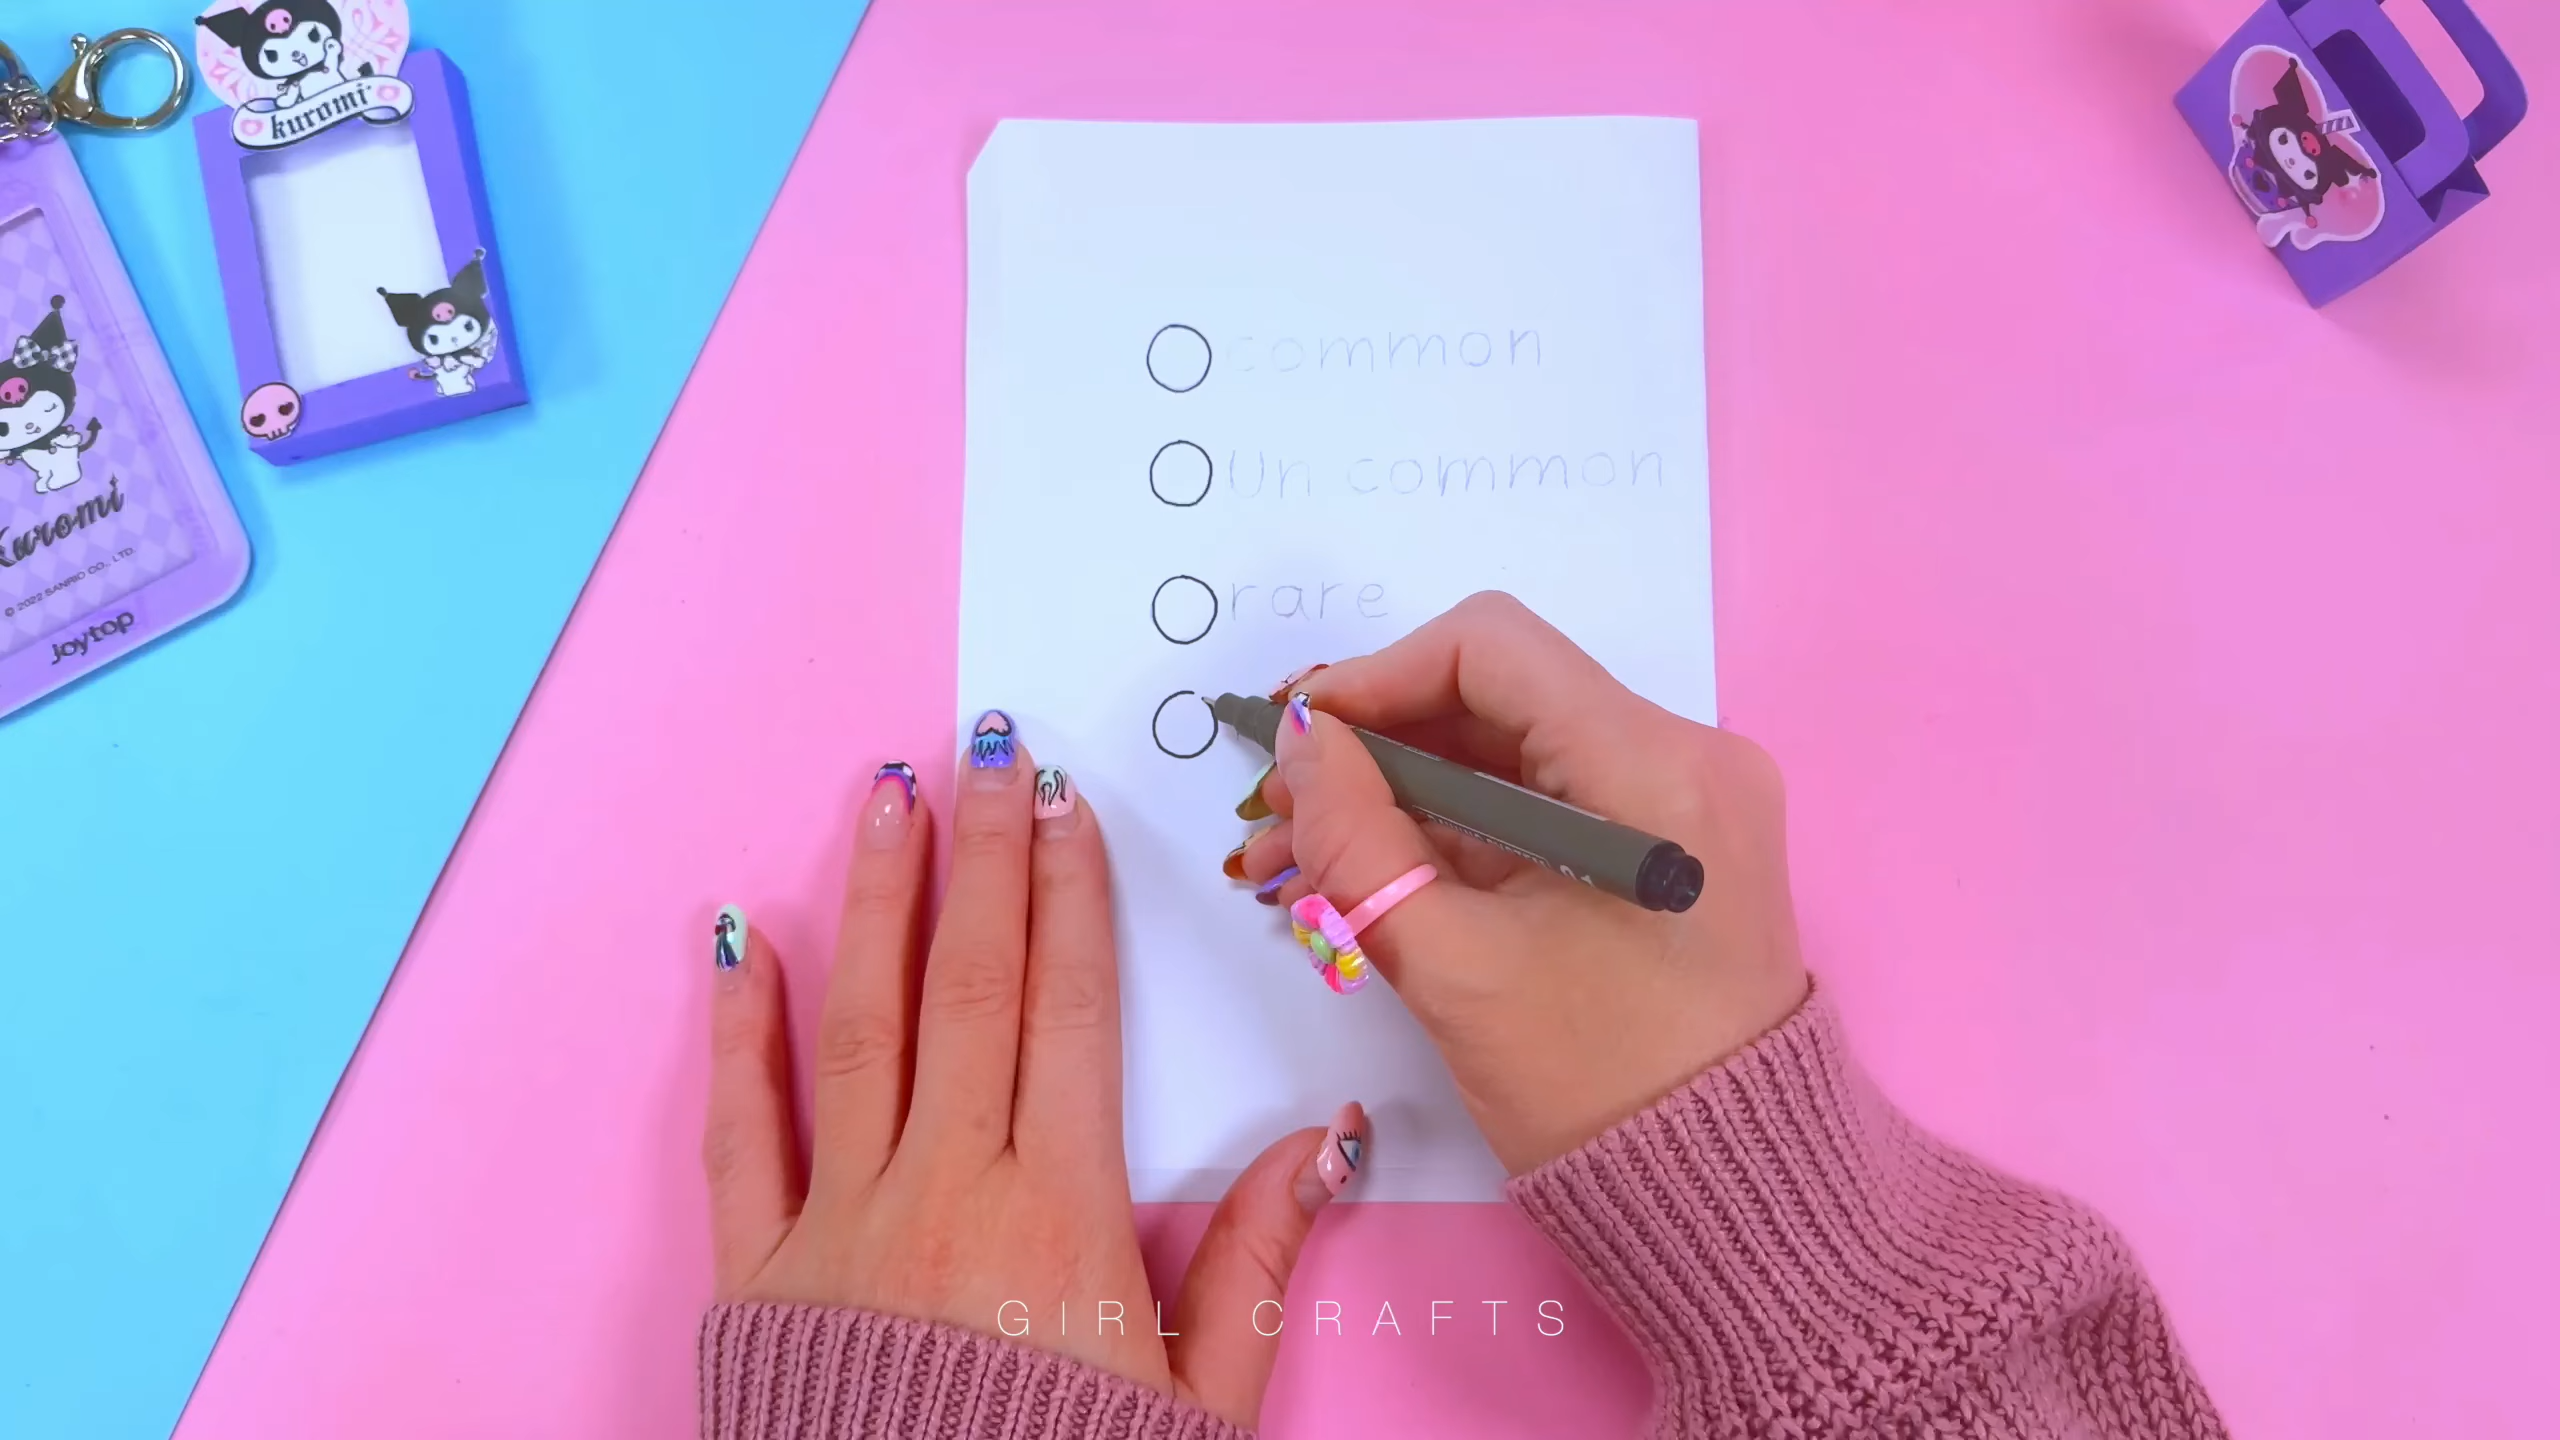 kuromi
Kuromi
© 2022 SANRIO CO., LTD.
Joytop
common
Un common
rare
GIRL CRAFTS